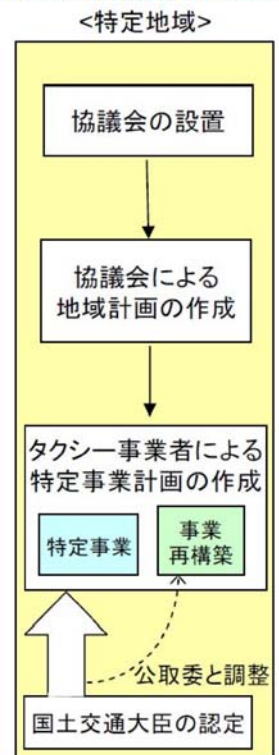 <特定地域>
協議会の設置
協議会による
地域計画の作成
タクシー事業者による
特定事業計画の作成
特定事業
事業
再構築
公取委と調整
国土交通大臣の認定